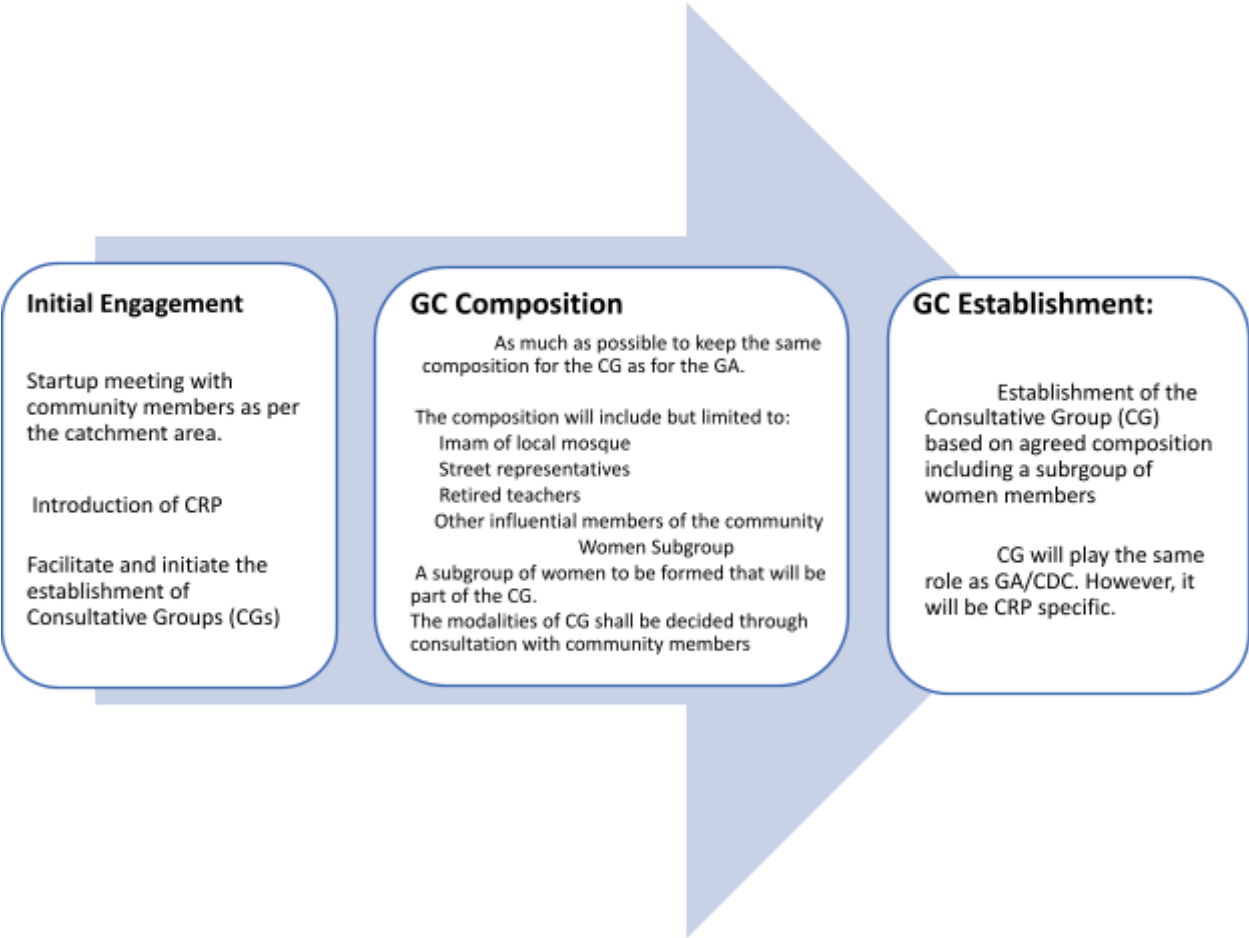 Initial Engagement
Startup meeting with
community members as per
the catchment area.
Introduction of CRP
Facilitate and initiate the
establishment of
Consultative Groups (CGs)
GC Composition
As much as possible to keep the same
composition for the CG as for the GA.
The composition will include but limited to:
Imam of local mosque
Street representatives
Retired teachers
Other influential members of the community
Women Subgroup
A subgroup of women to be formed that will be
part of the CG.
The modalities of CG shall be decided through
consultation with community members
GC Establishment:
Establishment of the
Consultative Group (CG)
based on agreed composition
including a subrgoup of
women members
CG will play the same
role as GA/CDC. However, it
will be CRP specific.